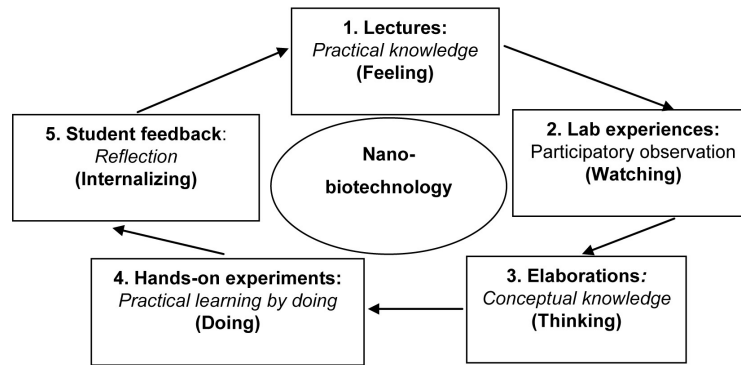 1. Lectures:
Practical knowledge
(Feeling)
2. Lab experiences:
Participatory observation
(Watching)
3. Elaborations:
Conceptual knowledge
(Thinking)
4. Hands-on experiments:
Practical learning by doing
(Doing)
5. Student feedback:
Reflection
(Internalizing)
Nano-
biotechnology